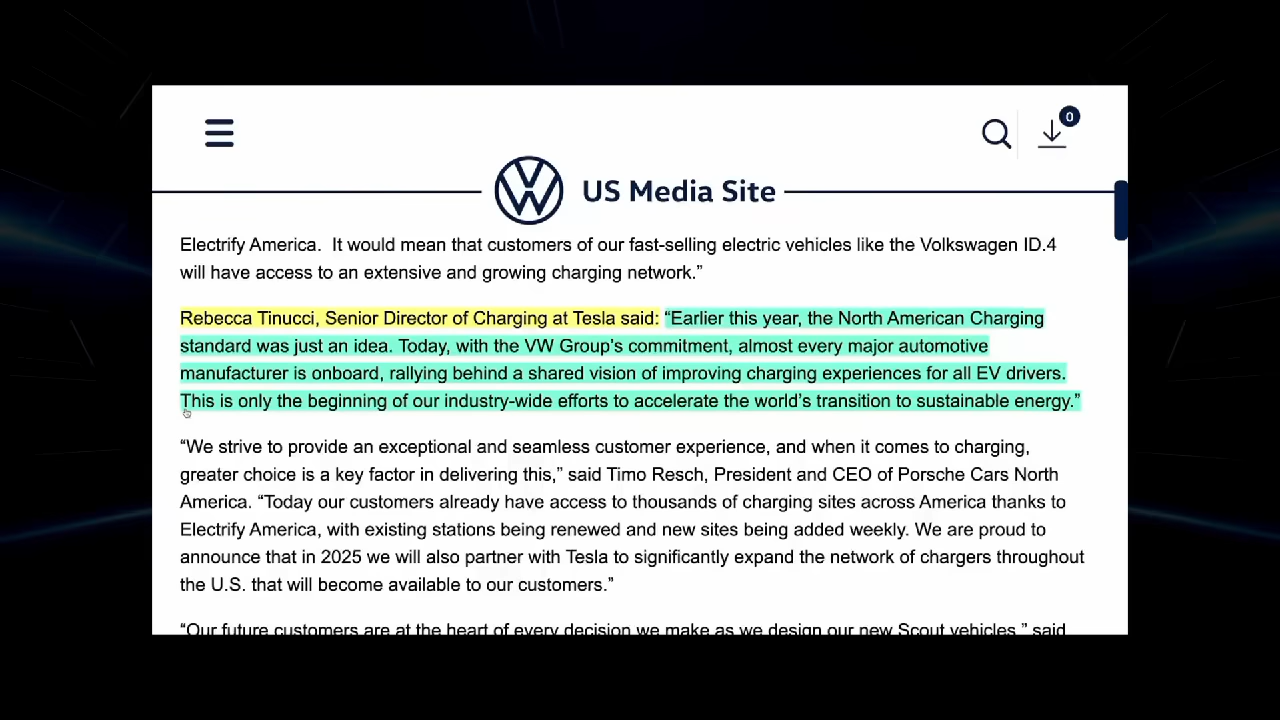 0
US Media Site
Electrify America.  It would mean that customers of our fast-selling electric vehicles like the Volkswagen ID.4
will have access to an extensive and growing charging network.”
Rebecca Tinucci, Senior Director of Charging at Tesla said: “Earlier this year, the North American Charging
standard was just an idea. Today, with the VW Group’s commitment, almost every major automotive
manufacturer is onboard, rallying behind a shared vision of improving charging experiences for all EV drivers.
This is only the beginning of our industry-wide efforts to accelerate the world’s transition to sustainable energy.”
“We strive to provide an exceptional and seamless customer experience, and when it comes to charging,
greater choice is a key factor in delivering this,” said Timo Resch, President and CEO of Porsche Cars North
America. “Today our customers already have access to thousands of charging sites across America thanks to
Electrify America, with existing stations being renewed and new sites being added weekly. We are proud to
announce that in 2025 we will also partner with Tesla to significantly expand the network of chargers throughout
the U.S. that will become available to our customers.”
“Our future customers are at the heart of every decision we make as we design our new Scout vehicles,” said